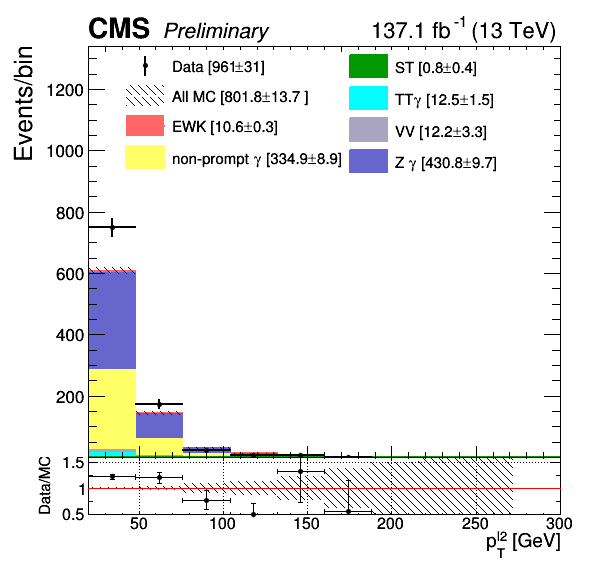 CMS Preliminary 137.1 fb⁻¹ (13 TeV)
Events/bin
Data [961±31]
All MC [801.8±13.7 ]
EWK [10.6±0.3]
non-prompt γ [334.9±8.9]
ST [0.8±0.4]
TTγ [12.5±1.5]
VV [12.2±3.3]
Z γ [430.8±9.7]
1200
1000
800
600
400
200
Data/MC
1.5
1
0.5
50 100 150 200 250 300
p_T^l2 [GeV]